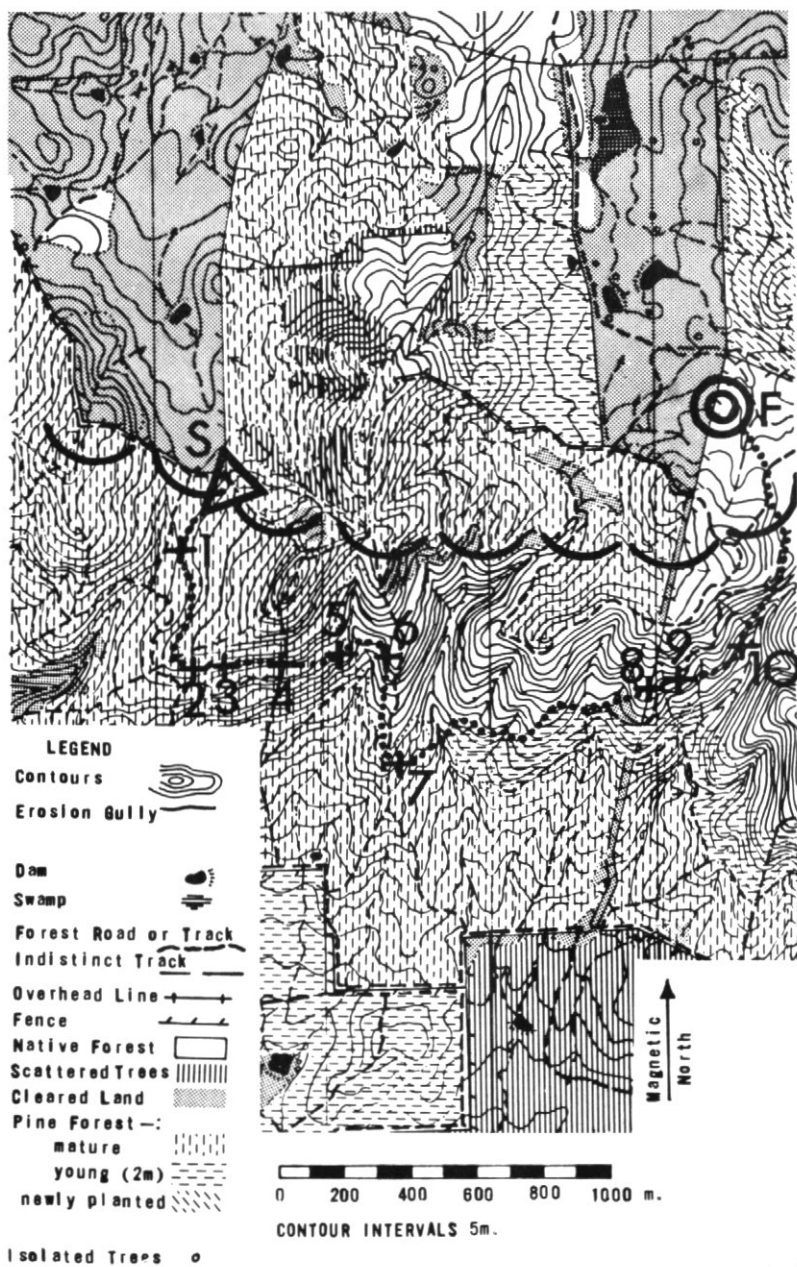 S
F
1
2
3
4
5
6
7
8
9
10
LEGEND
Contours
Erosion Gully
Dam
Swamp
Forest Road or Track
Indistinct Track
Overhead Line
Fence
Native Forest
Scattered Trees
Cleared Land
Pine Forest—:
mature
young (2m)
newly planted
Isolated Trees
Magnetic
North
0 200 400 600 800 1000 m.
CONTOUR INTERVALS 5m.